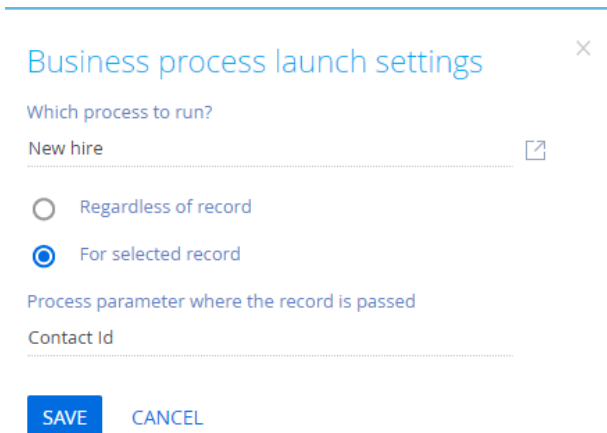 Business process launch settings
Which process to run?
New hire
Regardless of record
For selected record
Process parameter where the record is passed
Contact Id
SAVE CANCEL